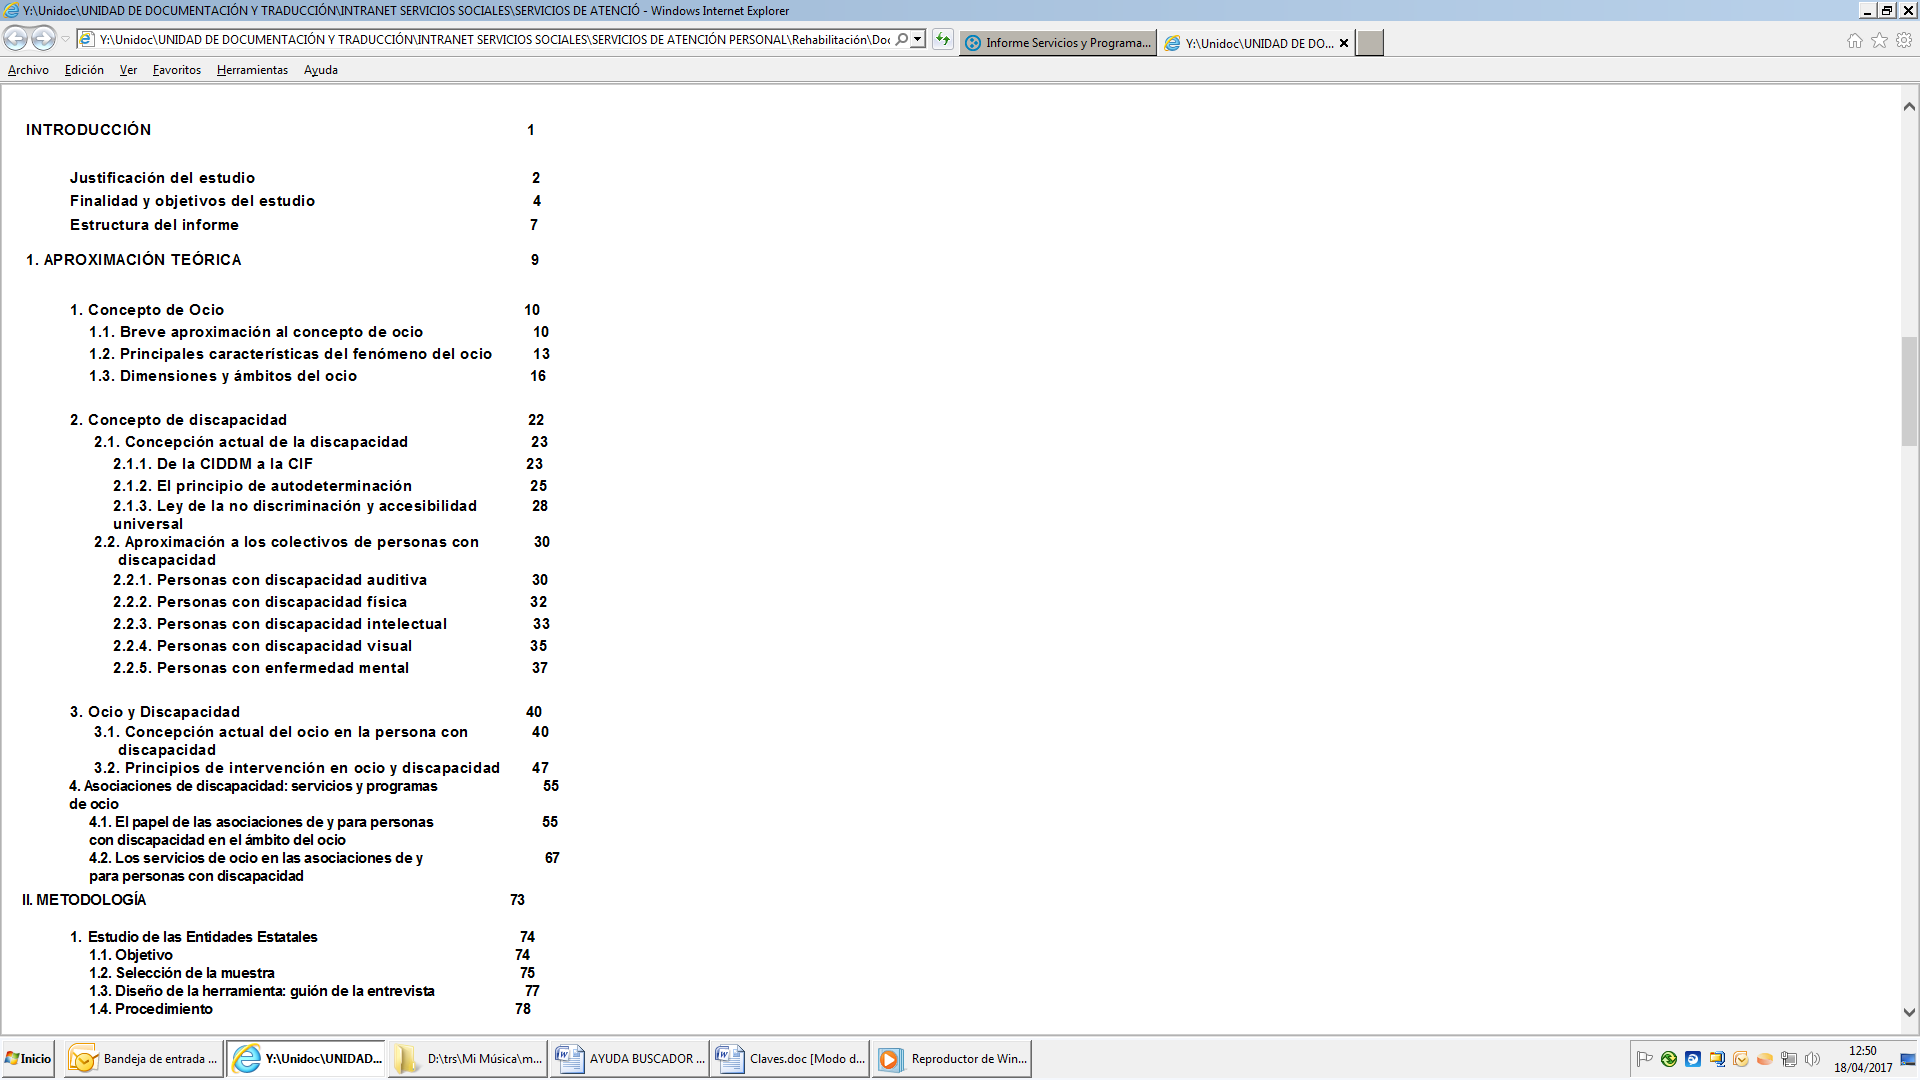 Y:\Unidoc\UNIDAD DE DOCUMENTACIÓN Y TRADUCCIÓN\INTRANET SERVICIOS SOCIALES\SERVICIOS DE ATENCIÓ - Windows Internet Explorer
Y:\Unidoc\UNIDAD DE DOCUMENTACIÓN Y TRADUCCIÓN\INTRANET SERVICIOS SOCIALES\SERVICIOS DE ATENCIÓN PERSONAL\Rehabilitación\Doc Informe Servicios y Programa... Y:\Unidoc\UNIDAD DE DO...
Archivo Edición Ver Favoritos Herramientas Ayuda
INTRODUCCIÓN 1
Justificación del estudio 2
Finalidad y objetivos del estudio 4
Estructura del informe 7
1. APROXIMACIÓN TEÓRICA 9
1. Concepto de Ocio 10
1.1. Breve aproximación al concepto de ocio 10
1.2. Principales características del fenómeno del ocio 13
1.3. Dimensiones y ámbitos del ocio 16
2. Concepto de discapacidad 22
2.1. Concepción actual de la discapacidad 23
2.1.1. De la CIDDM a la CIF 23
2.1.2. El principio de autodeterminación 25
2.1.3. Ley de la no discriminación y accesibilidad 28
universal
2.2. Aproximación a los colectivos de personas con 30
discapacidad
2.2.1. Personas con discapacidad auditiva 30
2.2.2. Personas con discapacidad física 32
2.2.3. Personas con discapacidad intelectual 33
2.2.4. Personas con discapacidad visual 35
2.2.5. Personas con enfermedad mental 37
3. Ocio y Discapacidad 40
3.1. Concepción actual del ocio en la persona con 40
discapacidad
3.2. Principios de intervención en ocio y discapacidad 47
4. Asociaciones de discapacidad: servicios y programas 55
de ocio
4.1. El papel de las asociaciones de y para personas 55
con discapacidad en el ámbito del ocio
4.2. Los servicios de ocio en las asociaciones de y 67
para personas con discapacidad
II. METODOLOGÍA 73
1. Estudio de las Entidades Estatales 74
1.1. Objetivo 74
1.2. Selección de la muestra 75
1.3. Diseño de la herramienta: guión de la entrevista 77
1.4. Procedimiento 78
Inicio Bandeja de entrada ... Y:\Unidoc\UNIDAD... D:\trs\Mi Música\m... AYUDA BUSCADOR ... Claves.doc [Modo d... Reproductor de Win... 12:50
18/04/2017